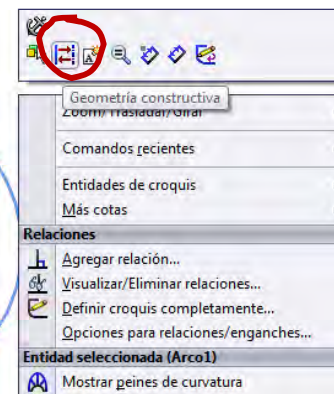 Geometría constructiva
Zoom/Trasladar/Girar
Comandos recientes
Entidades de croquis
Más cotas
Relaciones
Agregar relación...
Visualizar/Eliminar relaciones...
Definir croquis completamente...
Opciones para relaciones/enganches...
Entidad seleccionada (Arco1)
Mostrar peines de curvatura